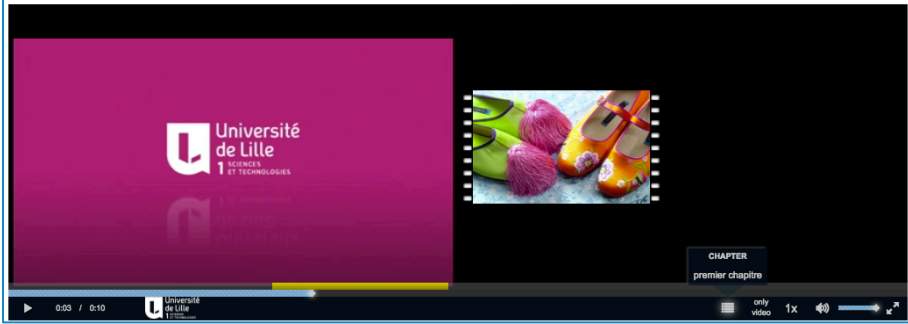 Université
de Lille
1 SCIENCES
ET TECHNOLOGIES
CHAPTER
premier chapitre
0:03 / 0:10
Université
de Lille
only
video
1x